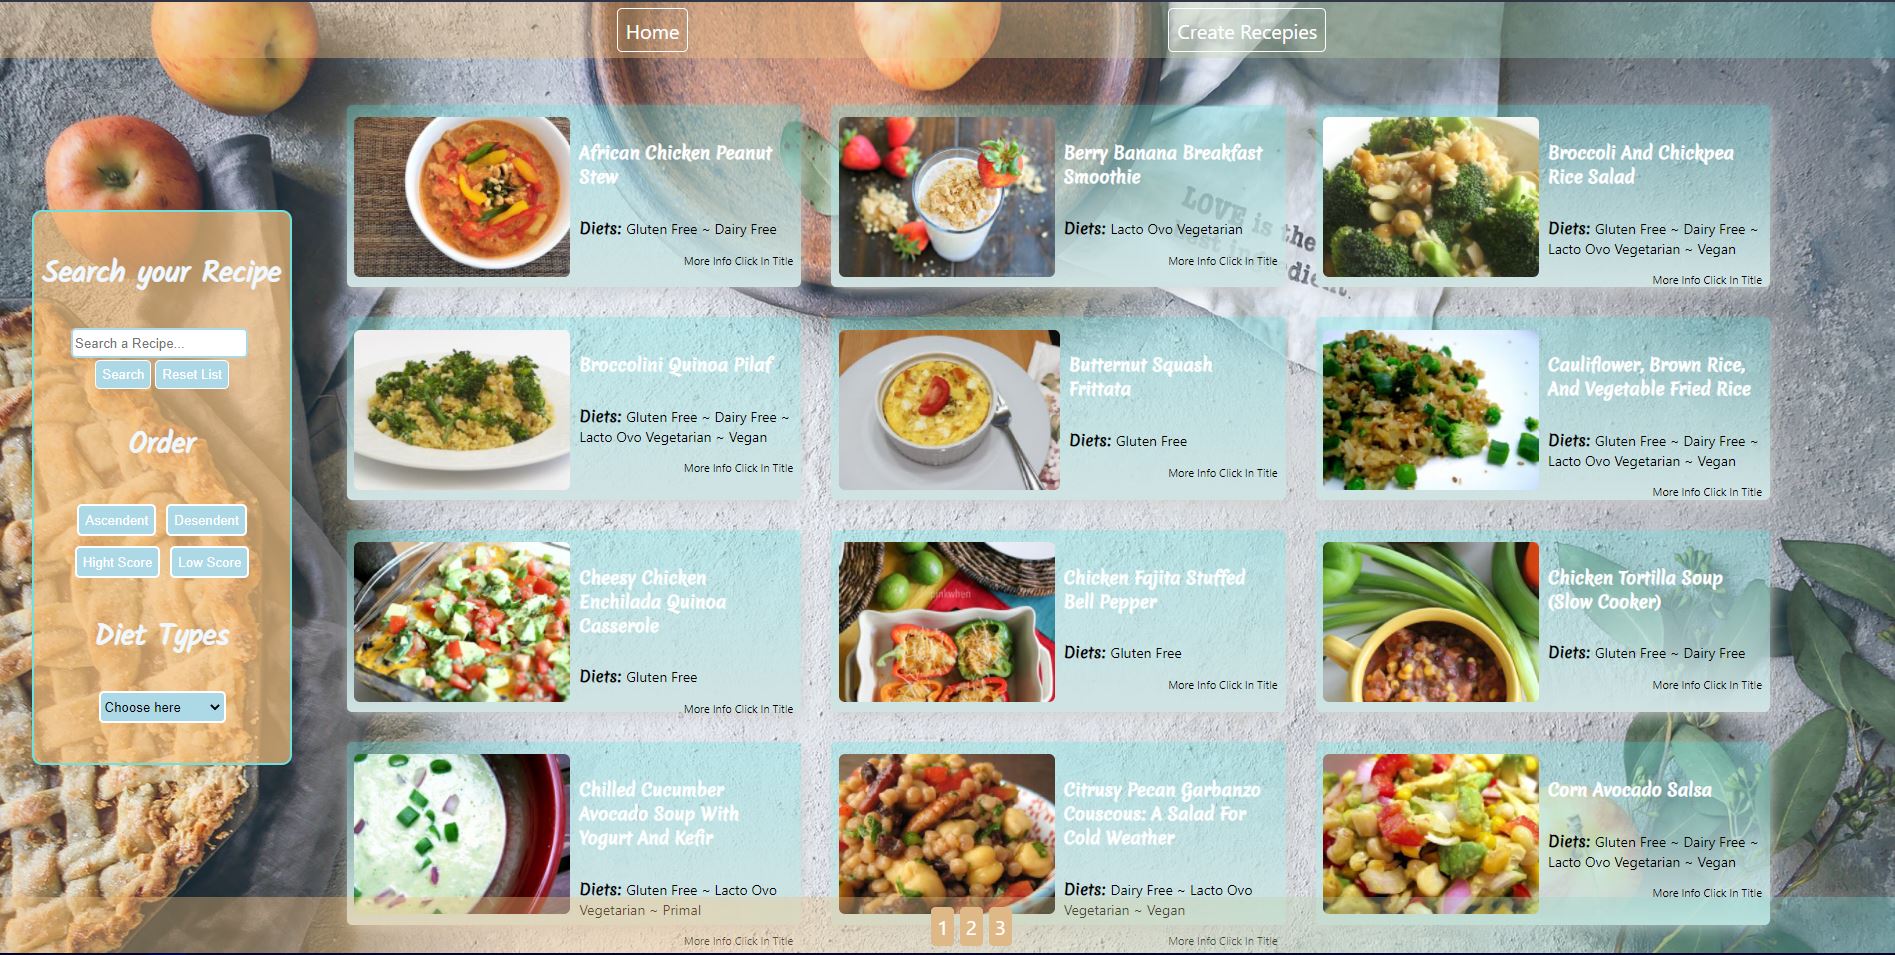 Home
Create Recepies
Search your Recipe
Search a Recipe...
Search
Reset List
Order
Ascendent
Desendent
Hight Score
Low Score
Diet Types
Choose here
African Chicken Peanut
Stew
Diets: Gluten Free ~ Dairy Free
More Info Click In Title
Berry Banana Breakfast
Smoothie
Diets: Lacto Ovo Vegetarian
More Info Click In Title
Broccoli And Chickpea
Rice Salad
Diets: Gluten Free ~ Dairy Free ~
Lacto Ovo Vegetarian ~ Vegan
More Info Click In Title
LOVE is the
Broccolini Quinoa Pilaf
Diets: Gluten Free ~ Dairy Free ~
Lacto Ovo Vegetarian ~ Vegan
More Info Click In Title
Butternut Squash
Frittata
Diets: Gluten Free
More Info Click In Title
Cauliflower, Brown Rice,
And Vegetable Fried Rice
Diets: Gluten Free ~ Dairy Free ~
Lacto Ovo Vegetarian ~ Vegan
More Info Click In Title
Cheesy Chicken
Enchilada Quinoa
Casserole
Diets: Gluten Free
More Info Click In Title
pinkwhen
Chicken Fajita Stuffed
Bell Pepper
Diets: Gluten Free
More Info Click In Title
Chicken Tortilla Soup
(Slow Cooker)
Diets: Gluten Free ~ Dairy Free
More Info Click In Title
Chilled Cucumber
Avocado Soup With
Yogurt And Kefir
Diets: Gluten Free ~ Lacto Ovo
Vegetarian ~ Primal
More Info Click In Title
Citrusy Pecan Garbanzo
Couscous: A Salad For
Cold Weather
Diets: Dairy Free ~ Lacto Ovo
Vegetarian ~ Vegan
More Info Click In Title
Corn Avocado Salsa
Diets: Gluten Free ~ Dairy Free ~
Lacto Ovo Vegetarian ~ Vegan
More Info Click In Title
1 2 3